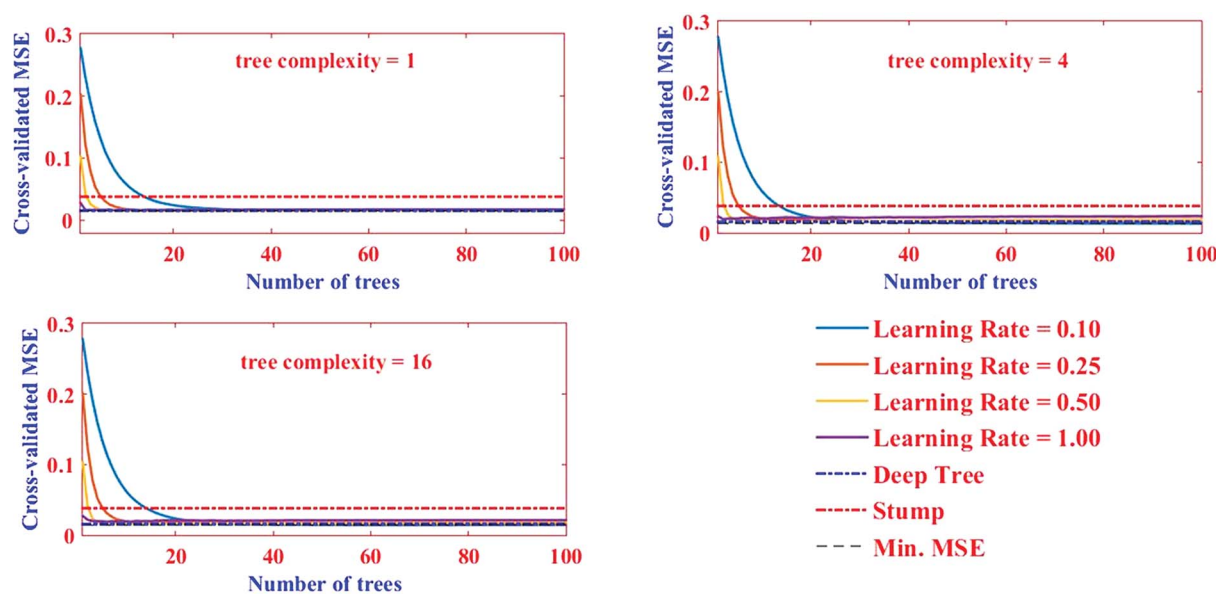 0.3
0.2
0.1
0
Cross-validated MSE
tree complexity = 1
20
40
60
80
100
Number of trees
0.3
0.2
0.1
0
Cross-validated MSE
tree complexity = 4
20
40
60
80
100
Number of trees
0.3
0.2
0.1
0
Cross-validated MSE
tree complexity = 16
20
40
60
80
100
Number of trees
Learning Rate = 0.10
Learning Rate = 0.25
Learning Rate = 0.50
Learning Rate = 1.00
Deep Tree
Stump
Min. MSE